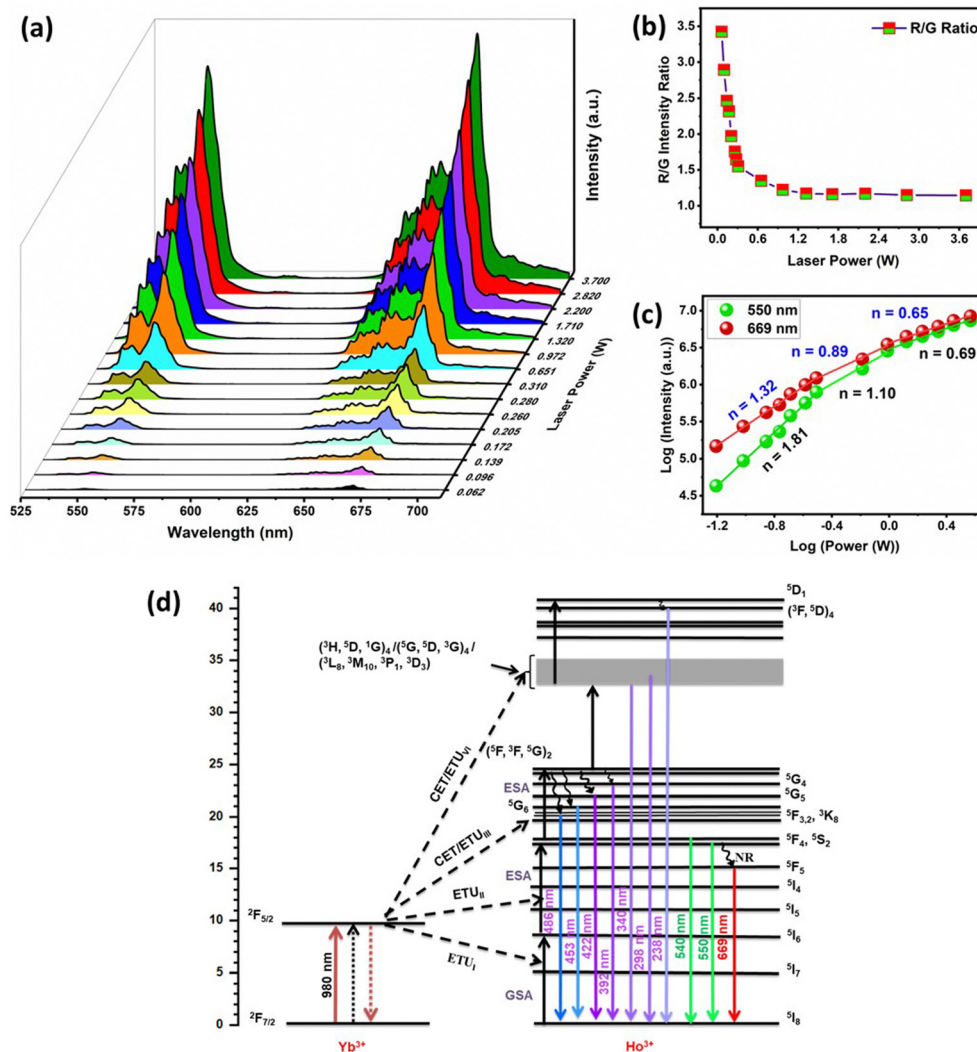 (a)
Intensity (a.u.)
3.700
2.820
2.200
1.710
1.320
0.972
0.651
0.310
0.280
0.260
0.205
0.172
0.139
0.096
0.062
Laser Power (W)
525 550 575 600 625 650 675 700
Wavelength (nm)
(b)
R/G Ratio
R/G Intensity Ratio
3.5
3.0
2.5
2.0
1.5
1.0
0.0 0.6 1.2 1.8 2.4 3.0 3.6
Laser Power (W)
(c)
550 nm
669 nm
Log (Intensity (a.u.))
7.0
6.5
6.0
5.5
5.0
4.5
n = 0.65
n = 0.89
n = 0.69
n = 1.32
n = 1.10
n = 1.81
-1.2 -0.8 -0.4 0.0 0.4
Log (Power (W))
(d)
40
35
30
25
20
15
10
5
0
⁵D₁
(³F, ⁵D)₄
(³H, ⁵D, ¹G)₄ /(⁵G, ⁵D, ³G)₄ /
(³L₈, ³M₁₀, ³P₁, ³D₃)
CET/ETU_VI
(⁵F, ³F, ⁵G)₂
⁵G₄
ESA
⁵G₅
⁵G₆
⁵F₃,₂, ³K₈
CET/ETU_III
⁵F₄, ⁵S₂
NR
⁵F₅
ESA
ETU_II
⁵I₄
²F₅/₂
⁵I₅
486 nm
453 nm
422 nm
392 nm
340 nm
298 nm
238 nm
540 nm
550 nm
669 nm
⁵I₆
980 nm
ETU_I
⁵I₇
GSA
²F₇/₂
⁵I₈
Yb³⁺
Ho³⁺